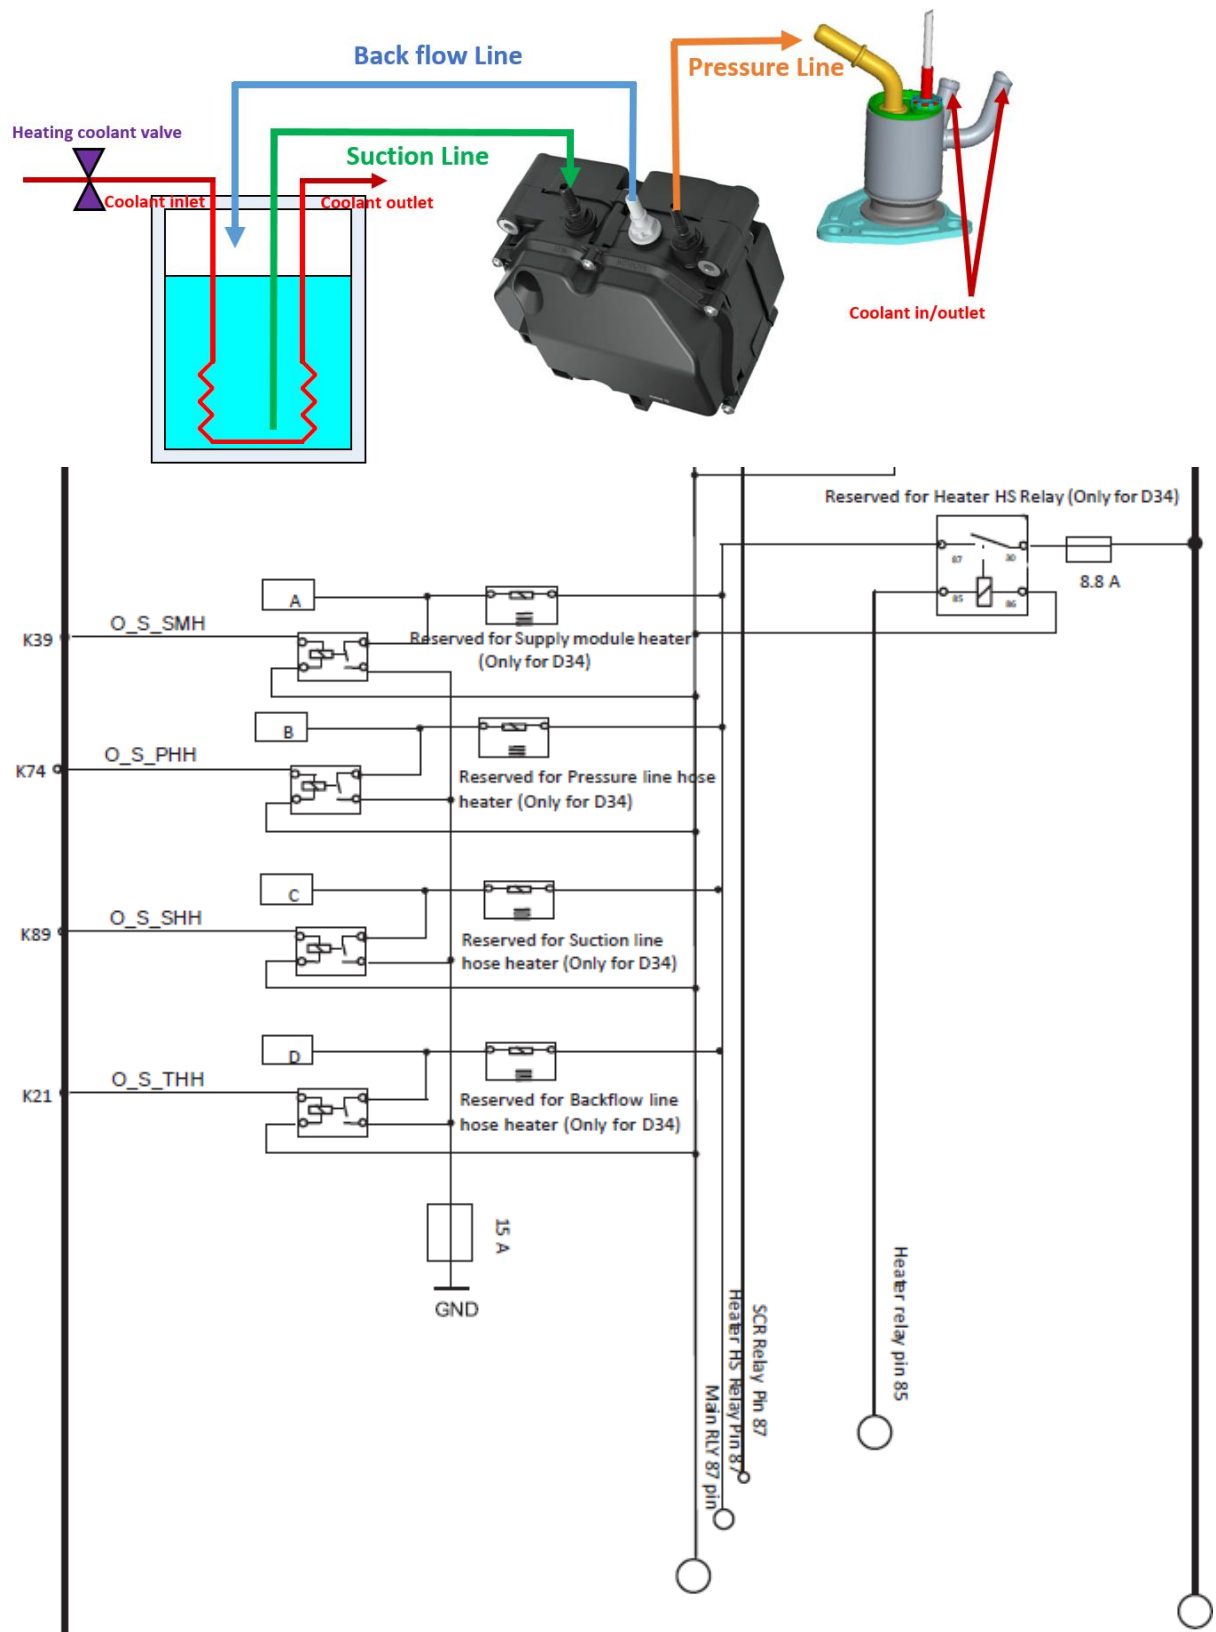 Back flow Line
Pressure Line
Heating coolant valve
Suction Line
Coolant inlet
Coolant outlet
Coolant in/outlet
Reserved for Heater HS Relay (Only for D34)
87
30
8.8 A
85
86
A
O_S_SMH
K39
Reserved for Supply module heater
(Only for D34)
B
O_S_PHH
K74
Reserved for Pressure line hose
heater (Only for D34)
C
O_S_SHH
K89
Reserved for Suction line
hose heater (Only for D34)
D
O_S_THH
K21
Reserved for Backflow line
hose heater (Only for D34)
15 A
GND
Heater relay pin 85
SCR Relay Pin 87
Heater HS Relay Pin 87
Main RLY 87 pin